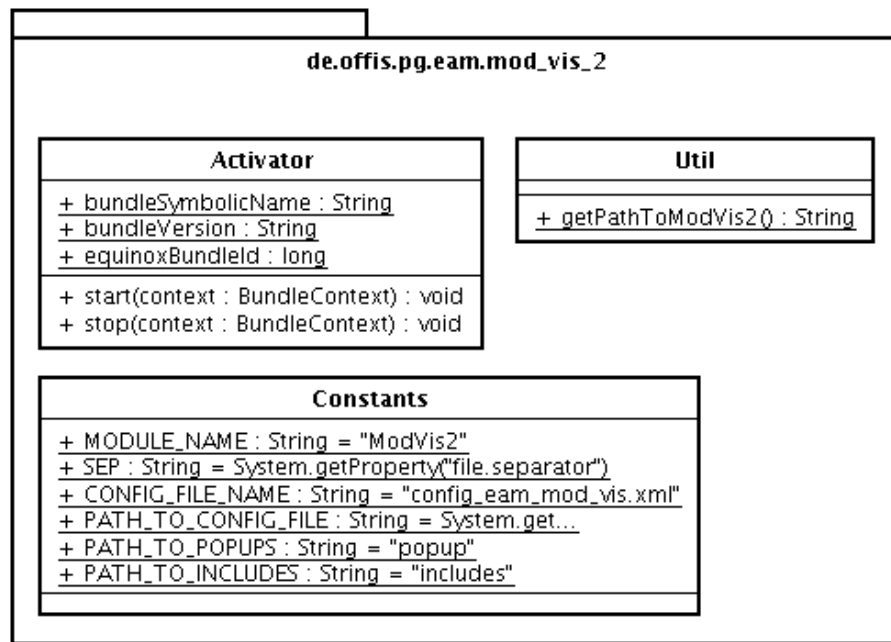 de.offis.pg.eam.mod_vis_2
Activator
+ bundleSymbolicName : String
+ bundleVersion : String
+ equinoxBundleId : long
+ start(context : BundleContext) : void
+ stop(context : BundleContext) : void
Util
+ getPathToModVis2() : String
Constants
+ MODULE_NAME : String = "ModVis2"
+ SEP : String = System.getProperty("file.separator")
+ CONFIG_FILE_NAME : String = "config_eam_mod_vis.xml"
+ PATH_TO_CONFIG_FILE : String = System.get...
+ PATH_TO_POPUPS : String = "popup"
+ PATH_TO_INCLUDES : String = "includes"